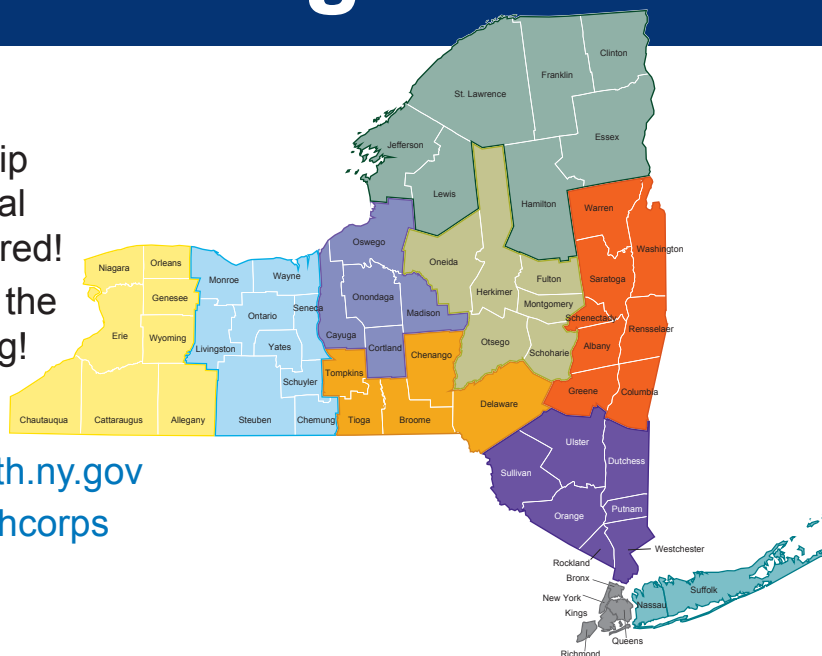 g
ip
al
red!
the
g!
th.ny.gov
hcorps
Clinton
Franklin
St. Lawrence
Essex
Jefferson
Lewis
Hamilton
Warren
Washington
Oswego
Oneida
Herkimer
Fulton
Saratoga
Montgomery
Schenectady
Rensselaer
Niagara
Orleans
Monroe
Wayne
Genesee
Ontario
Seneca
Onondaga
Madison
Erie
Wyoming
Livingston
Yates
Cayuga
Cortland
Chenango
Otsego
Schoharie
Albany
Schuyler
Tompkins
Greene
Columbia
Delaware
Chautauqua
Cattaraugus
Allegany
Steuben
Chemung
Tioga
Broome
Ulster
Dutchess
Sullivan
Orange
Putnam
Westchester
Rockland
Bronx
New York
Kings
Nassau
Suffolk
Queens
Richmond